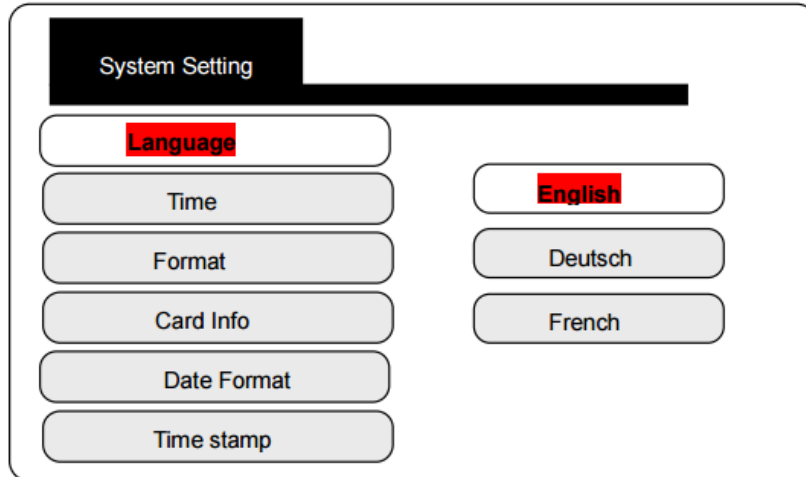 System Setting
Language
Time
Format
Card Info
Date Format
Time stamp
English
Deutsch
French